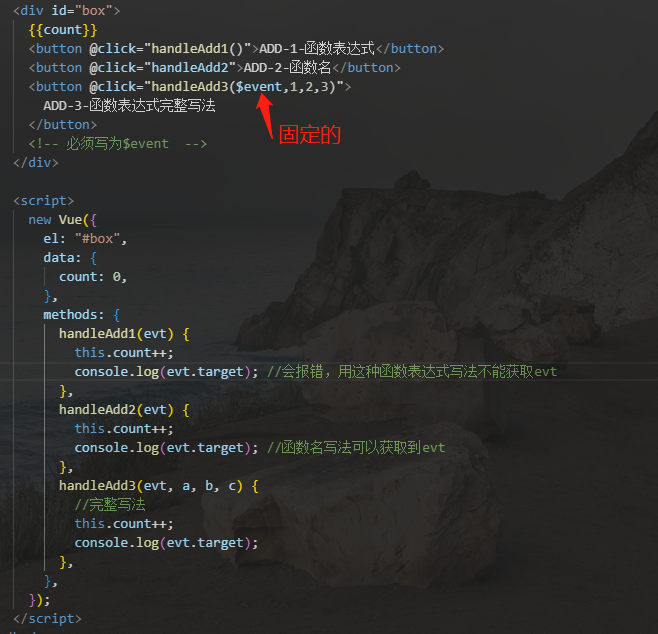 <div id="box">
{{count}}
<button @click="handleAdd1()">ADD-1-函数表达式</button>
<button @click="handleAdd2">ADD-2-函数名</button>
<button @click="handleAdd3($event,1,2,3)">
ADD-3-函数表达式完整写法
</button>
固定的
<!-- 必须写为$event  -->
</div>
<script>
new Vue({
el: "#box",
data: {
count: 0,
},
methods: {
handleAdd1(evt) {
this.count++;
console.log(evt.target); //会报错，用这种函数表达式写法不能获取evt
},
handleAdd2(evt) {
this.count++;
console.log(evt.target); //函数名写法可以获取到evt
},
handleAdd3(evt, a, b, c) {
//完整写法
this.count++;
console.log(evt.target);
},
},
});
</script>